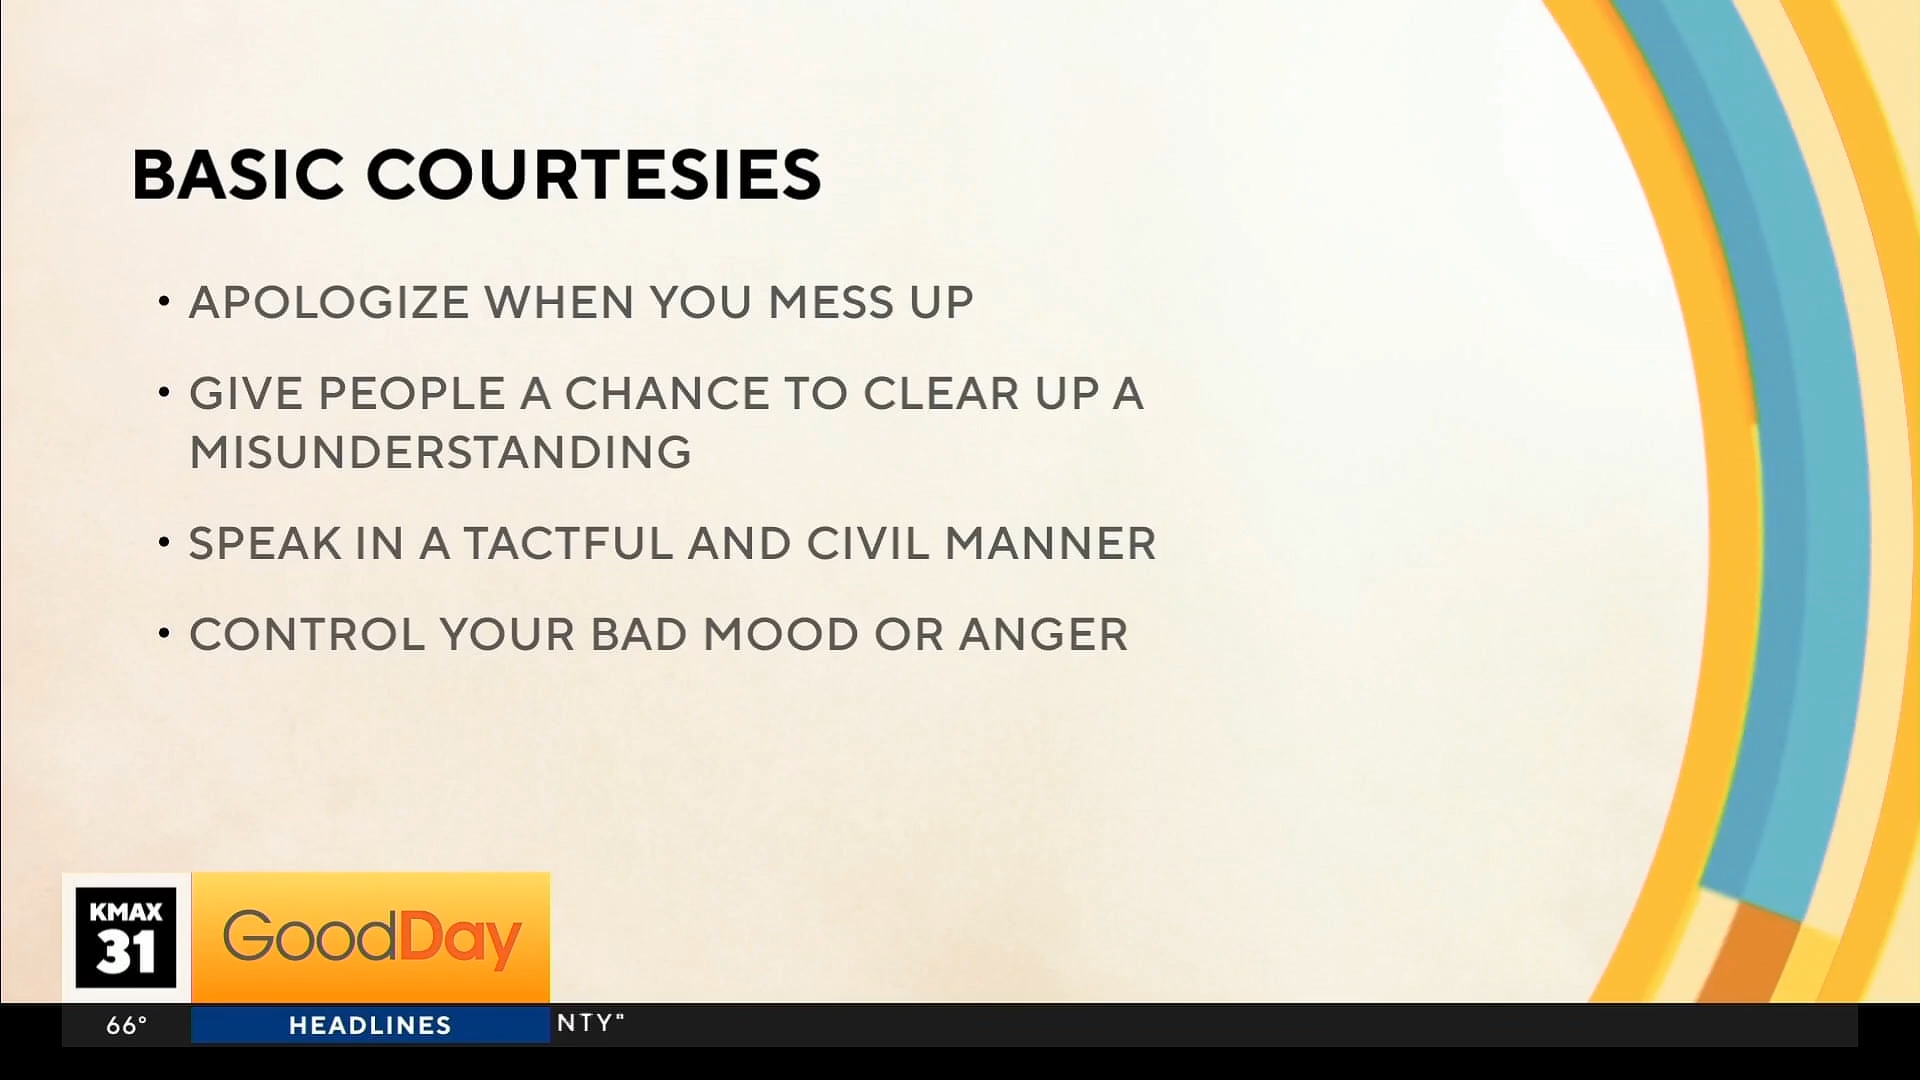 BASIC COURTESIES
• APOLOGIZE WHEN YOU MESS UP
• GIVE PEOPLE A CHANCE TO CLEAR UP A
MISUNDERSTANDING
• SPEAK IN A TACTFUL AND CIVIL MANNER
• CONTROL YOUR BAD MOOD OR ANGER
KMAX
31
GoodDay
66°
HEADLINES
NTY"